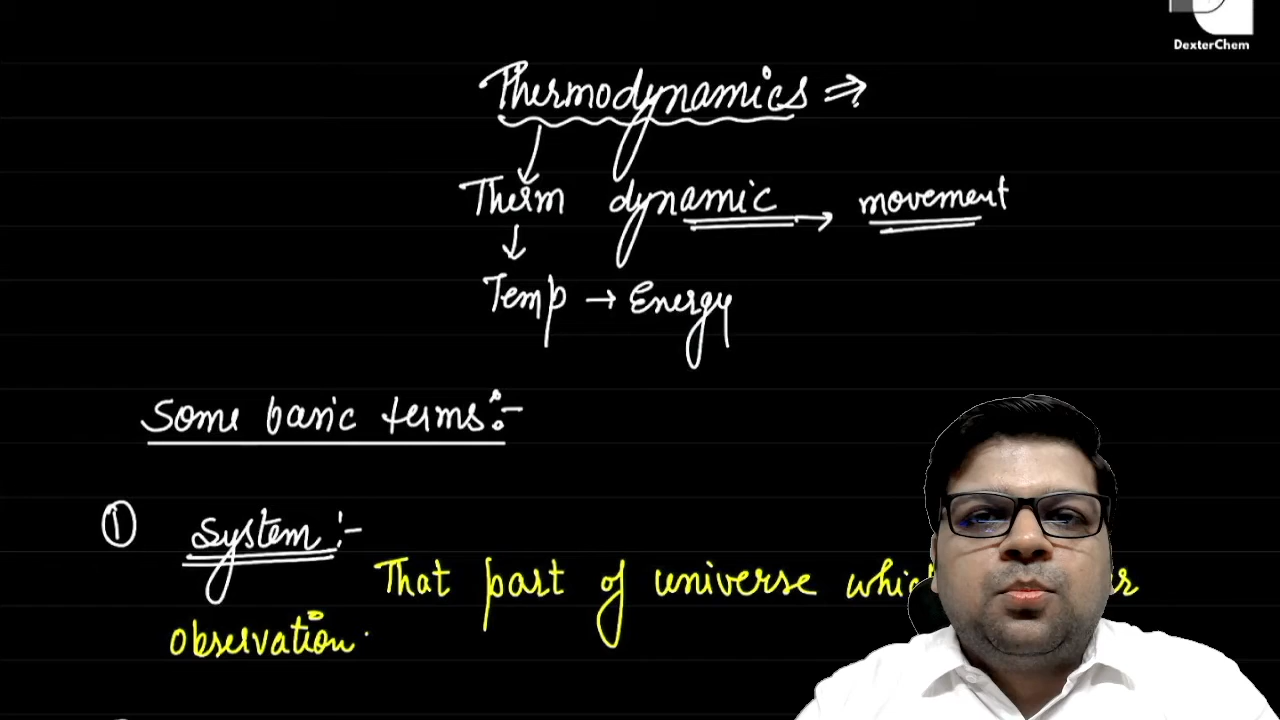 DexterChem
Thermodynamics ⇒
Therm dynamic → movement
Temp → Energy
Some basic terms:-
① System :-
That part of universe
observation.